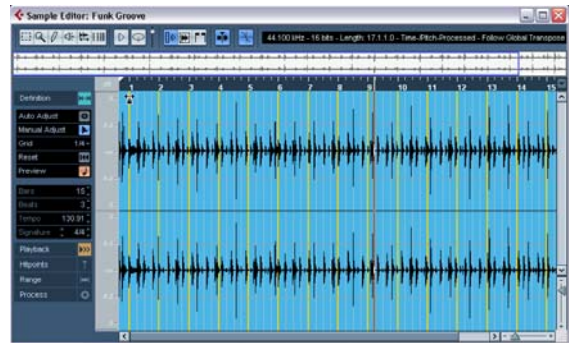 Sample Editor: Funk Groove
44.100 kHz - 16 bits - Length: 17.1.1.0 - Time-Pitch-Processed - Follow Global Transpose
1 2 3 4 5 6 7 8 9 10 11 12 13 14 15
Definition
Auto Adjust
Manual Adjust
Grid 1/4
Reset
Preview
Bars 15
Beats 3
Tempo 130.91
Signature 4/4
Playback
Hitpoints
Range
Process